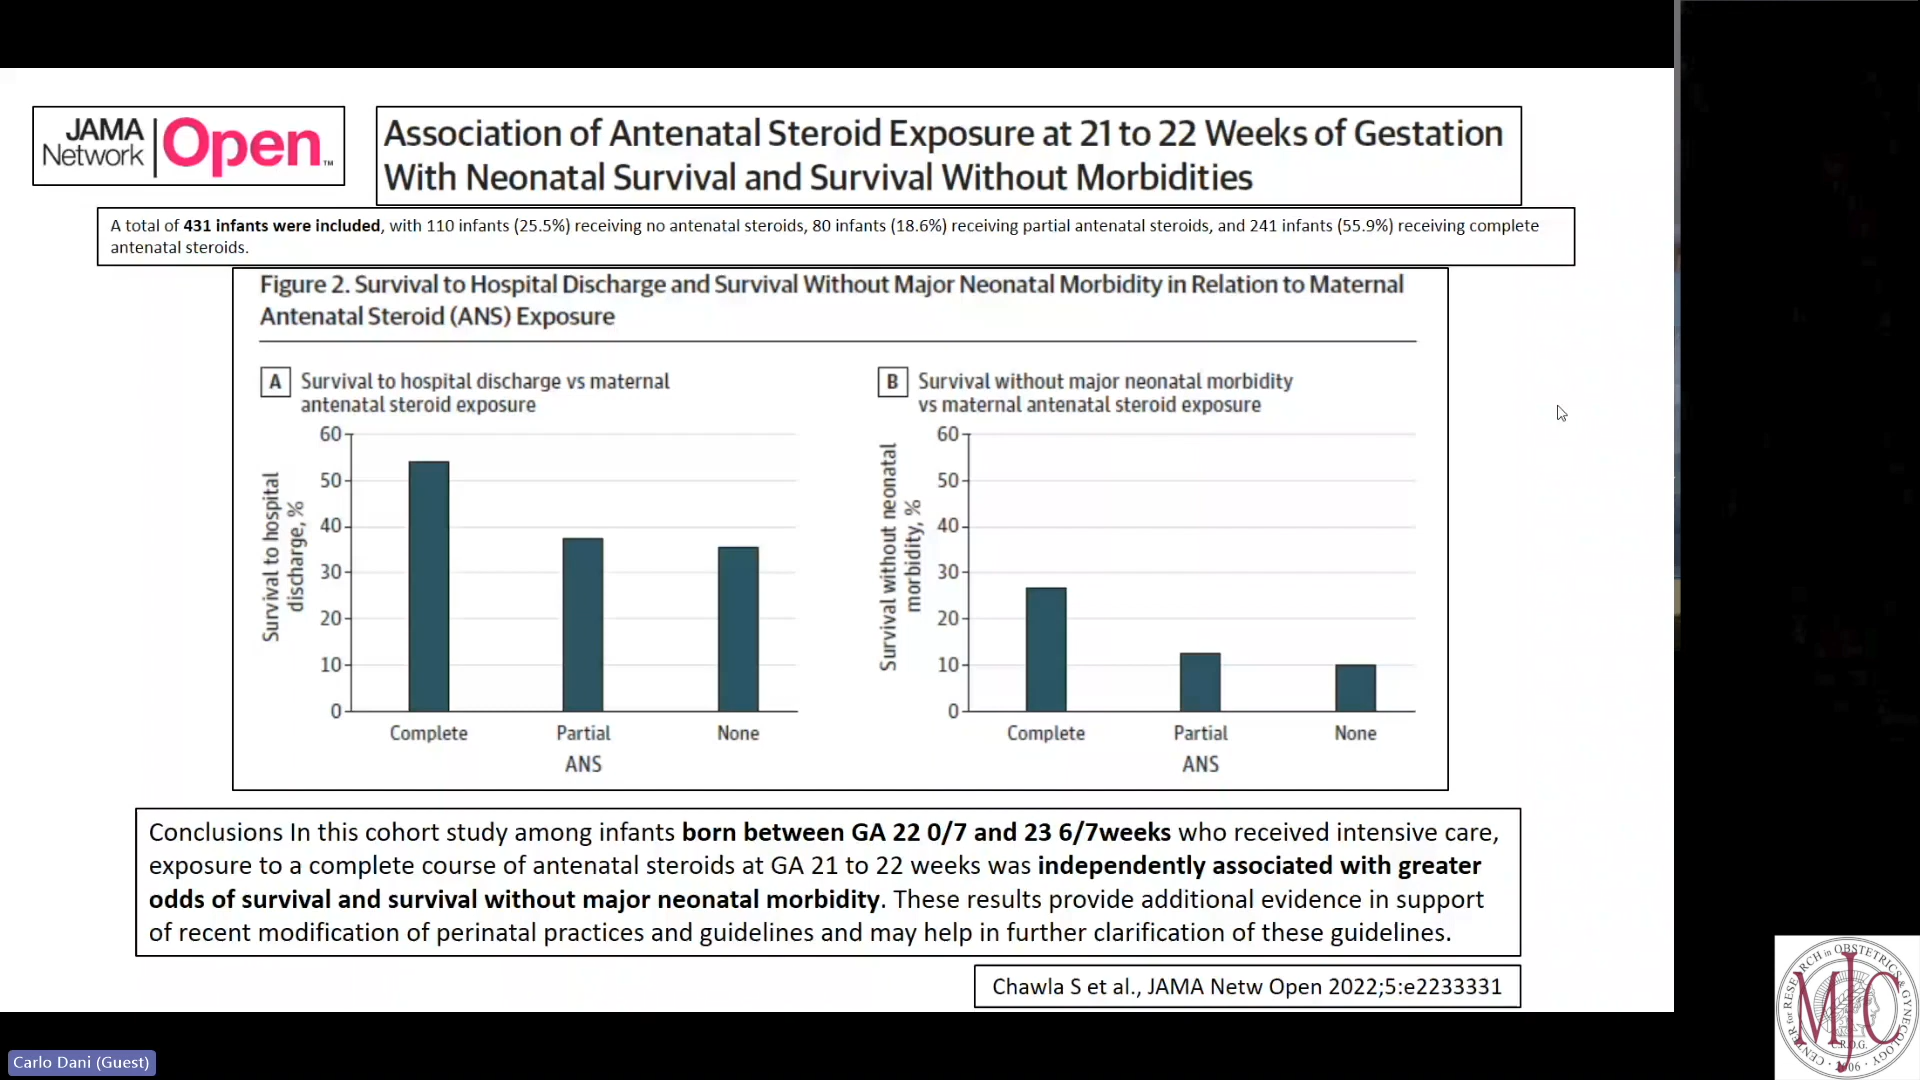 JAMA
Network
Open™
Association of Antenatal Steroid Exposure at 21 to 22 Weeks of Gestation
With Neonatal Survival and Survival Without Morbidities
A total of 431 infants were included, with 110 infants (25.5%) receiving no antenatal steroids, 80 infants (18.6%) receiving partial antenatal steroids, and 241 infants (55.9%) receiving complete
antenatal steroids.
Figure 2. Survival to Hospital Discharge and Survival Without Major Neonatal Morbidity in Relation to Maternal
Antenatal Steroid (ANS) Exposure
A Survival to hospital discharge vs maternal
antenatal steroid exposure
60
50
40
30
20
10
0
Survival to hospital
discharge, %
Complete Partial None
ANS
B Survival without major neonatal morbidity
vs maternal antenatal steroid exposure
60
50
40
30
20
10
0
Survival without neonatal
morbidity, %
Complete Partial None
ANS
Conclusions In this cohort study among infants born between GA 22 0/7 and 23 6/7weeks who received intensive care,
exposure to a complete course of antenatal steroids at GA 21 to 22 weeks was independently associated with greater
odds of survival and survival without major neonatal morbidity. These results provide additional evidence in support
of recent modification of perinatal practices and guidelines and may help in further clarification of these guidelines.
Chawla S et al., JAMA Netw Open 2022;5:e2233331
Carlo Dani (Guest)
CENTER for RESEARCH in OBSTETRICS & GYNECOLOGY
MJC
C.R.O.G.
2006